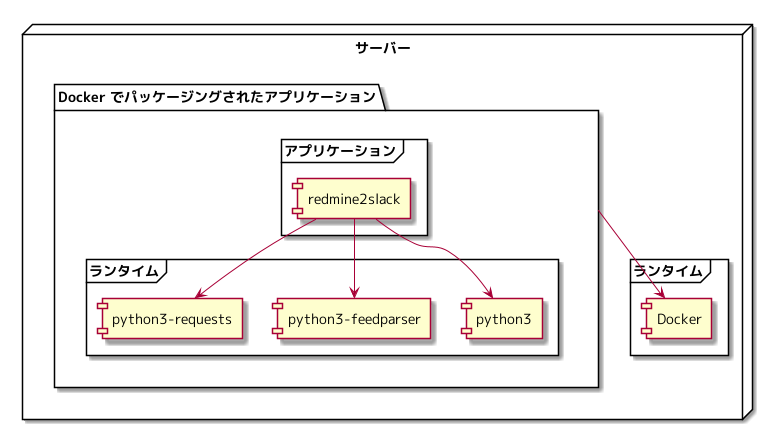 サーバー
Docker でパッケージングされたアプリケーション
アプリケーション
redmine2slack
ランタイム
python3-requests
python3-feedparser
python3
ランタイム
Docker